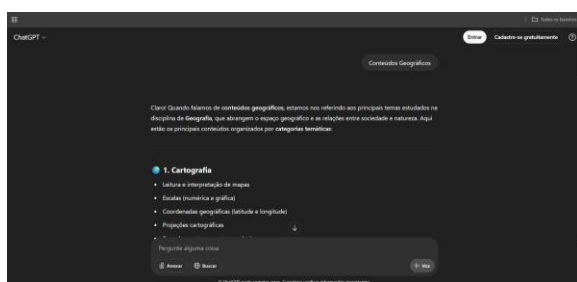 Todos os favoritos
ChatGPT
Entrar
Cadastre-se gratuitamente
Conteúdos Geográficos
Claro! Quando falamos de conteúdos geográficos, estamos nos referindo aos principais temas estudados na
disciplina de Geografia, que abrangem o espaço geográfico e as relações entre sociedade e natureza. Aqui
estão os principais conteúdos organizados por categorias temáticas:
1. Cartografia
• Leitura e interpretação de mapas
• Escalas (numérica e gráfica)
• Coordenadas geográficas (latitude e longitude)
• Projeções cartográficas
Pergunte alguma coisa
Anexar
Buscar
Voz